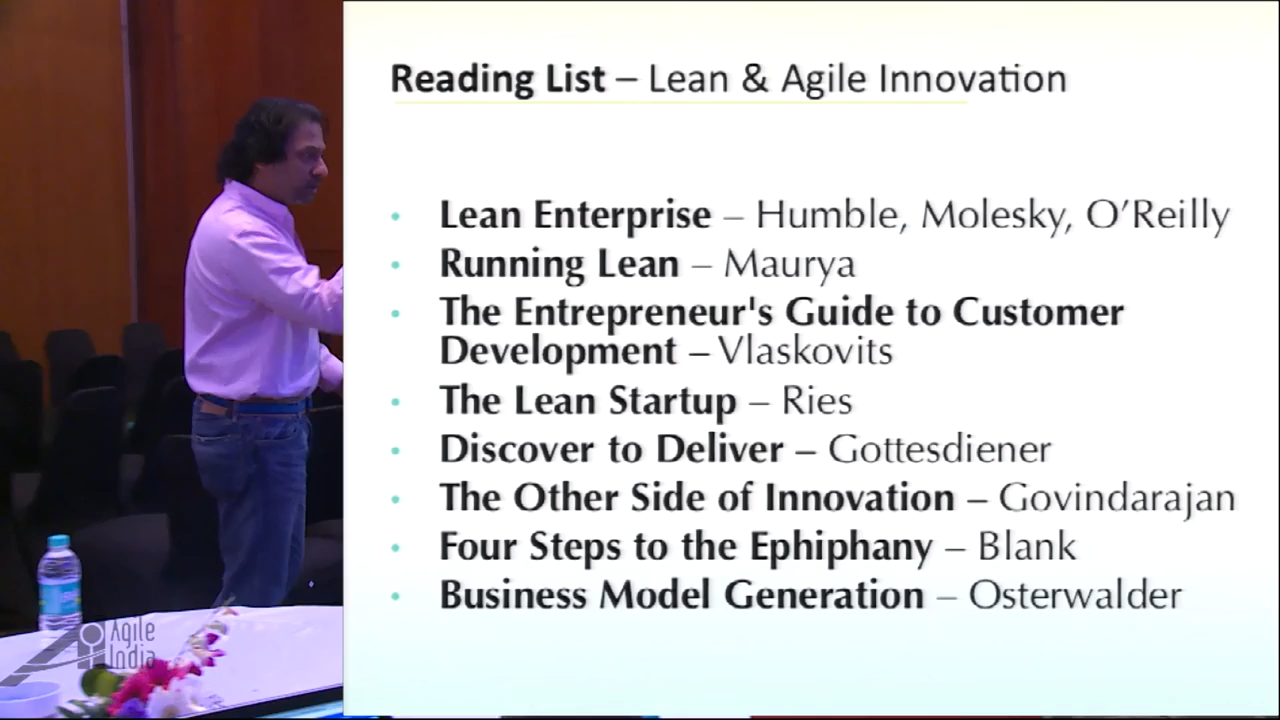 Reading List – Lean & Agile Innovation
• Lean Enterprise – Humble, Molesky, O’Reilly
• Running Lean – Maurya
• The Entrepreneur's Guide to Customer
Development – Vlaskovits
• The Lean Startup – Ries
• Discover to Deliver – Gottesdiener
• The Other Side of Innovation – Govindarajan
• Four Steps to the Ephiphany – Blank
• Business Model Generation – Osterwalder
Agile
India